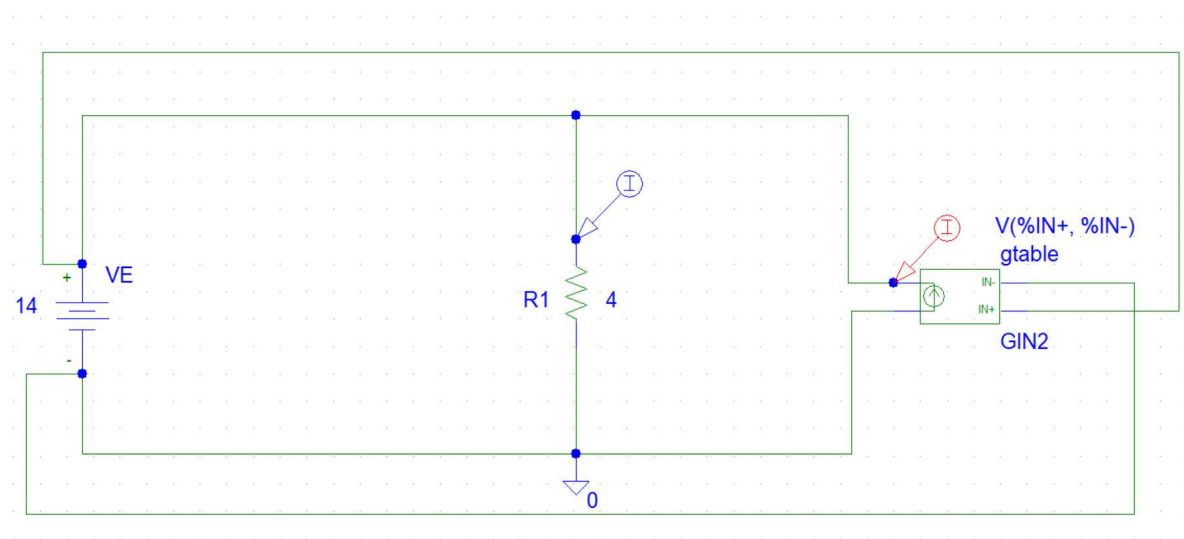 I
I
V(%IN+, %IN-)
gtable
+
VE
14
R1
4
IN-
IN+
GIN2
-
0